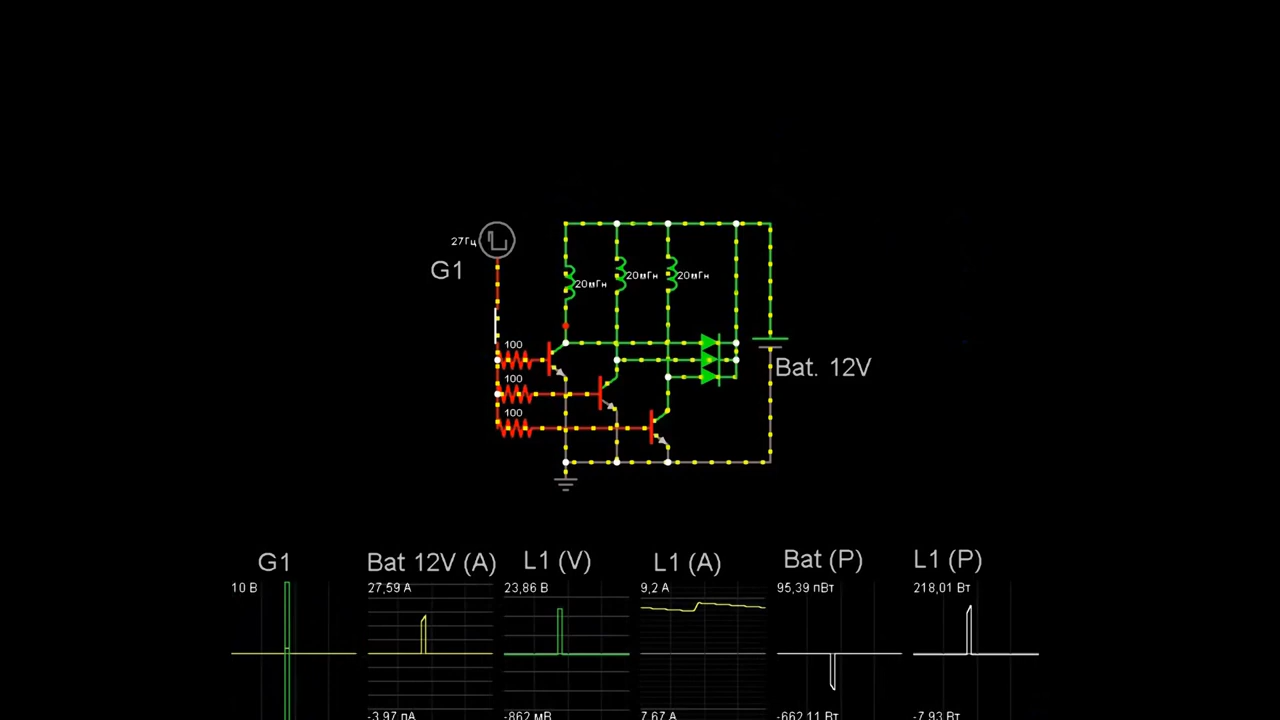 27Гц
G1
20мГн
20мГн
20мГн
100
100
100
Bat. 12V
G1
Bat 12V (A)
L1 (V)
L1 (A)
Bat (P)
L1 (P)
10 В
27,59 А
23,86 В
9,2 А
95,39 пВт
218,01 Вт
-3,97 пА
-862 мВ
7,67 А
-662,11 Вт
-7,93 Вт